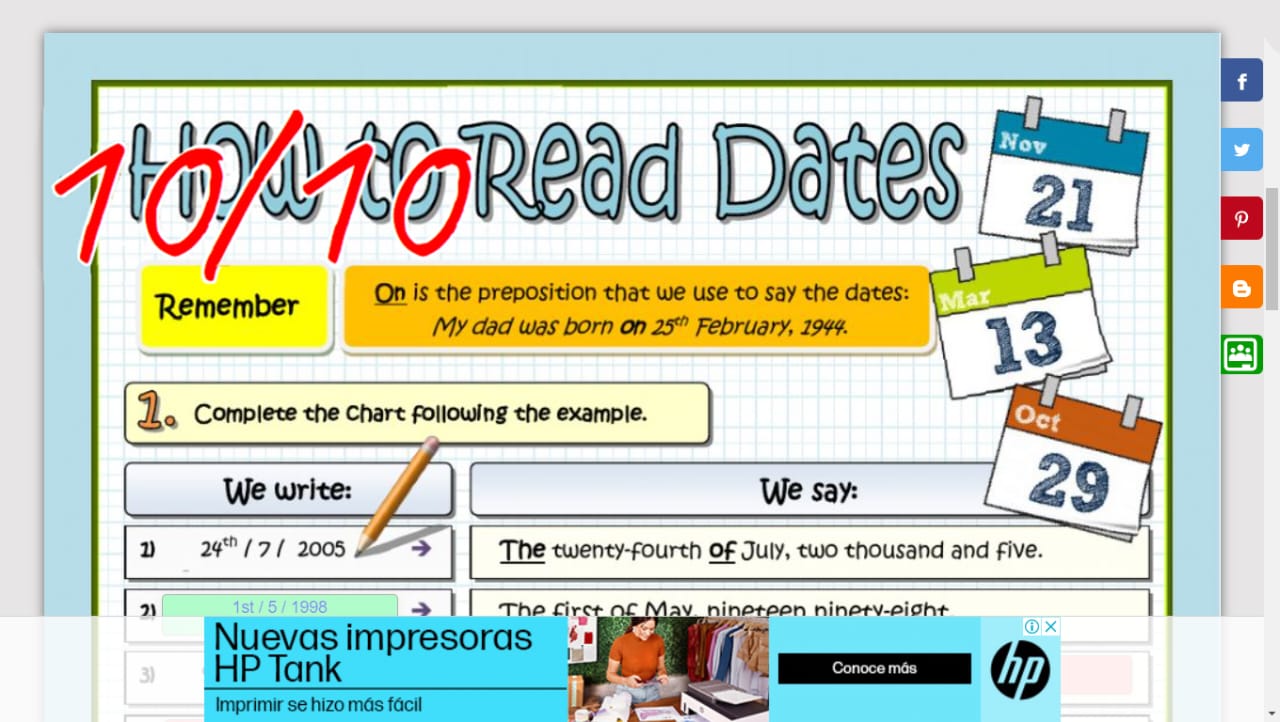 How to Read Dates
10/10
Nov
21
Mar
13
Oct
29
Remember
On is the preposition that we use to say the dates:
My dad was born on 25th February, 1944.
1. Complete the chart following the example.
We write:
We say:
1) 24th / 7 / 2005
The twenty-fourth of July, two thousand and five.
2) 1st / 5 / 1998
The first of May, nineteen ninety-eight.
3)
Nuevas impresoras
HP Tank
Imprimir se hizo más fácil
Conoce más
hp